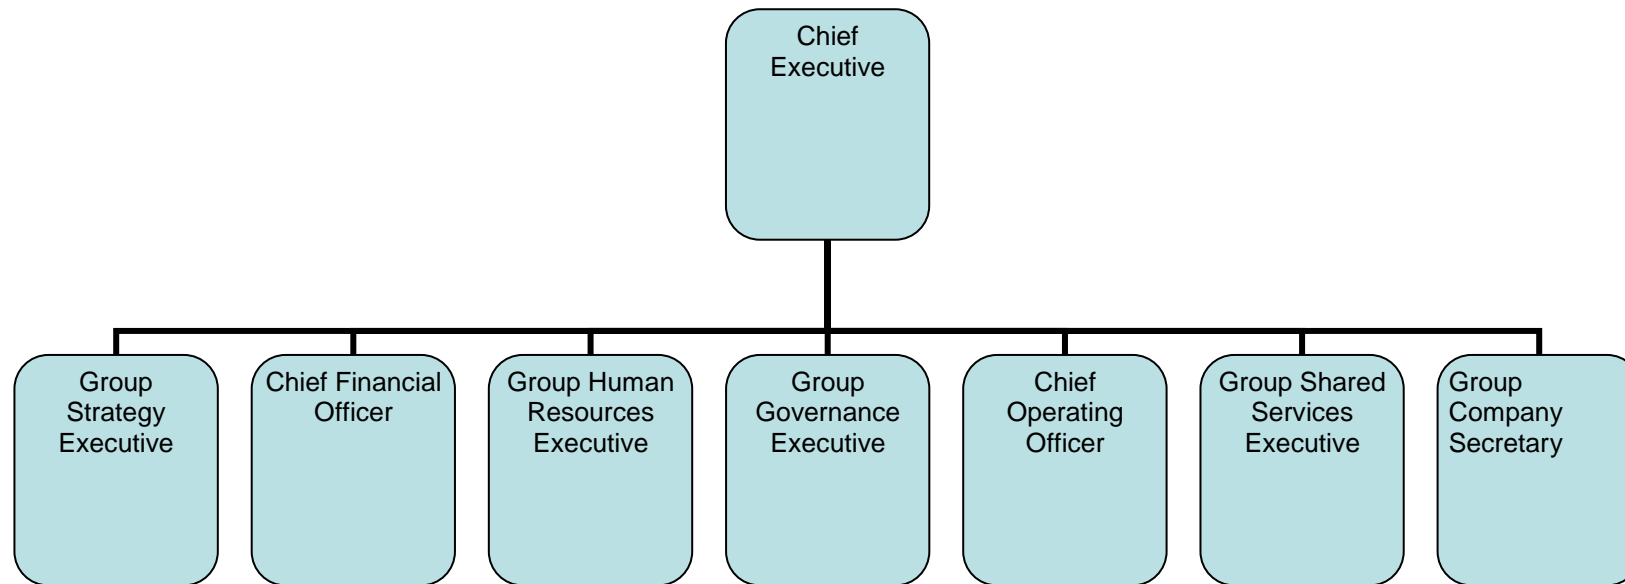 Chief
Executive
Group
Strategy
Executive
Chief Financial
Officer
Group Human
Resources
Executive
Group
Governance
Executive
Chief
Operating
Officer
Group Shared
Services
Executive
Group
Company
Secretary